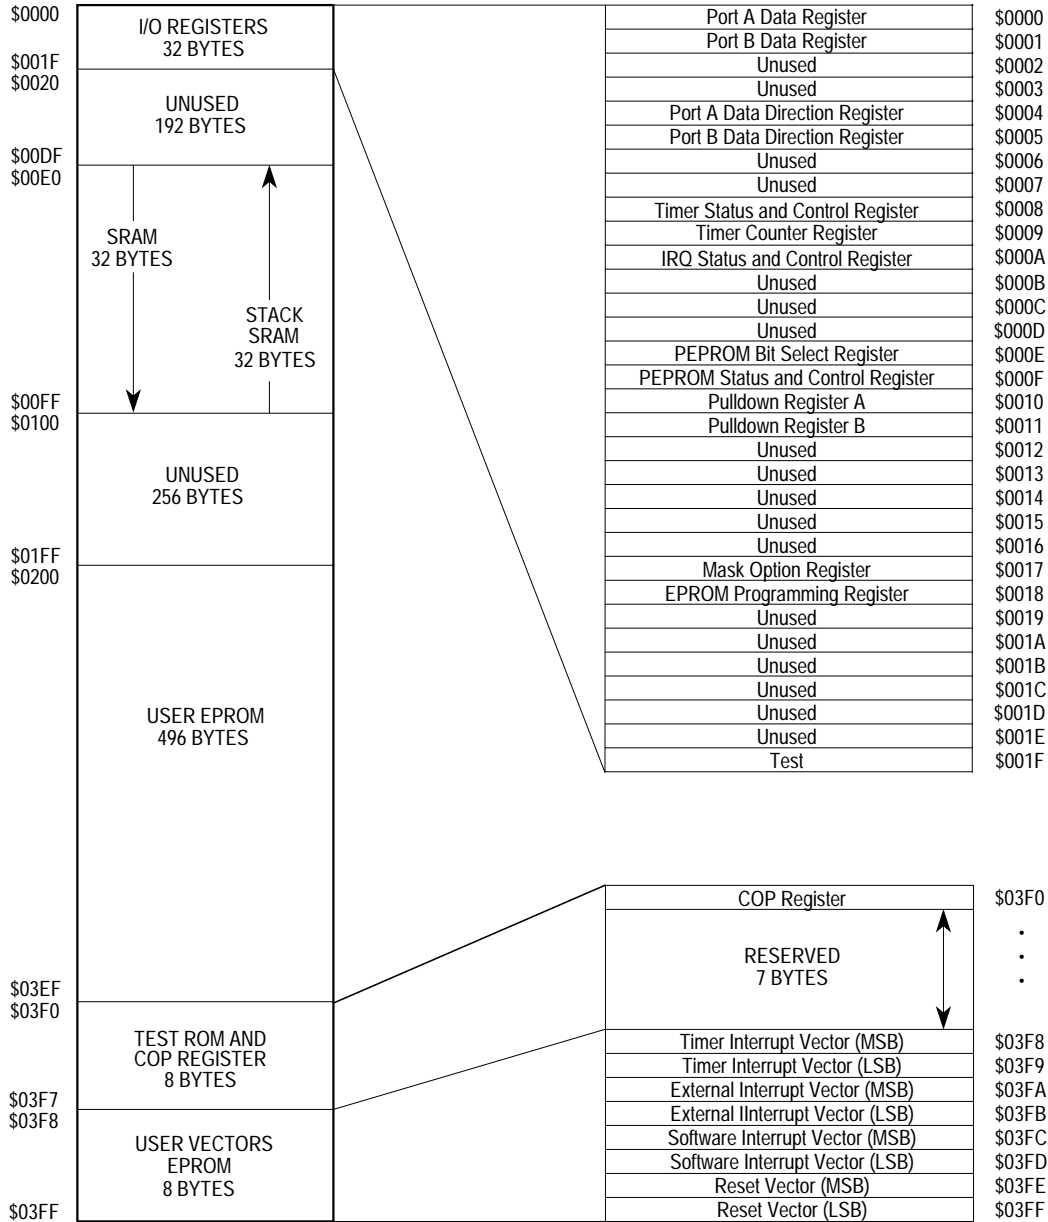 $0000
I/O REGISTERS
32 BYTES
$001F
$0020
UNUSED
192 BYTES
$00DF
$00E0
SRAM
32 BYTES
STACK
SRAM
32 BYTES
$00FF
$0100
UNUSED
256 BYTES
$01FF
$0200
USER EPROM
496 BYTES
$03EF
$03F0
TEST ROM AND
COP REGISTER
8 BYTES
$03F7
$03F8
USER VECTORS
EPROM
8 BYTES
$03FF
Port A Data Register $0000
Port B Data Register $0001
Unused $0002
Unused $0003
Port A Data Direction Register $0004
Port B Data Direction Register $0005
Unused $0006
Unused $0007
Timer Status and Control Register $0008
Timer Counter Register $0009
IRQ Status and Control Register $000A
Unused $000B
Unused $000C
Unused $000D
PEPROM Bit Select Register $000E
PEPROM Status and Control Register $000F
Pulldown Register A $0010
Pulldown Register B $0011
Unused $0012
Unused $0013
Unused $0014
Unused $0015
Unused $0016
Mask Option Register $0017
EPROM Programming Register $0018
Unused $0019
Unused $001A
Unused $001B
Unused $001C
Unused $001D
Unused $001E
Test $001F
COP Register $03F0
RESERVED
7 BYTES
Timer Interrupt Vector (MSB) $03F8
Timer Interrupt Vector (LSB) $03F9
External Interrupt Vector (MSB) $03FA
External IInterrupt Vector (LSB) $03FB
Software Interrupt Vector (MSB) $03FC
Software Interrupt Vector (LSB) $03FD
Reset Vector (MSB) $03FE
Reset Vector (LSB) $03FF